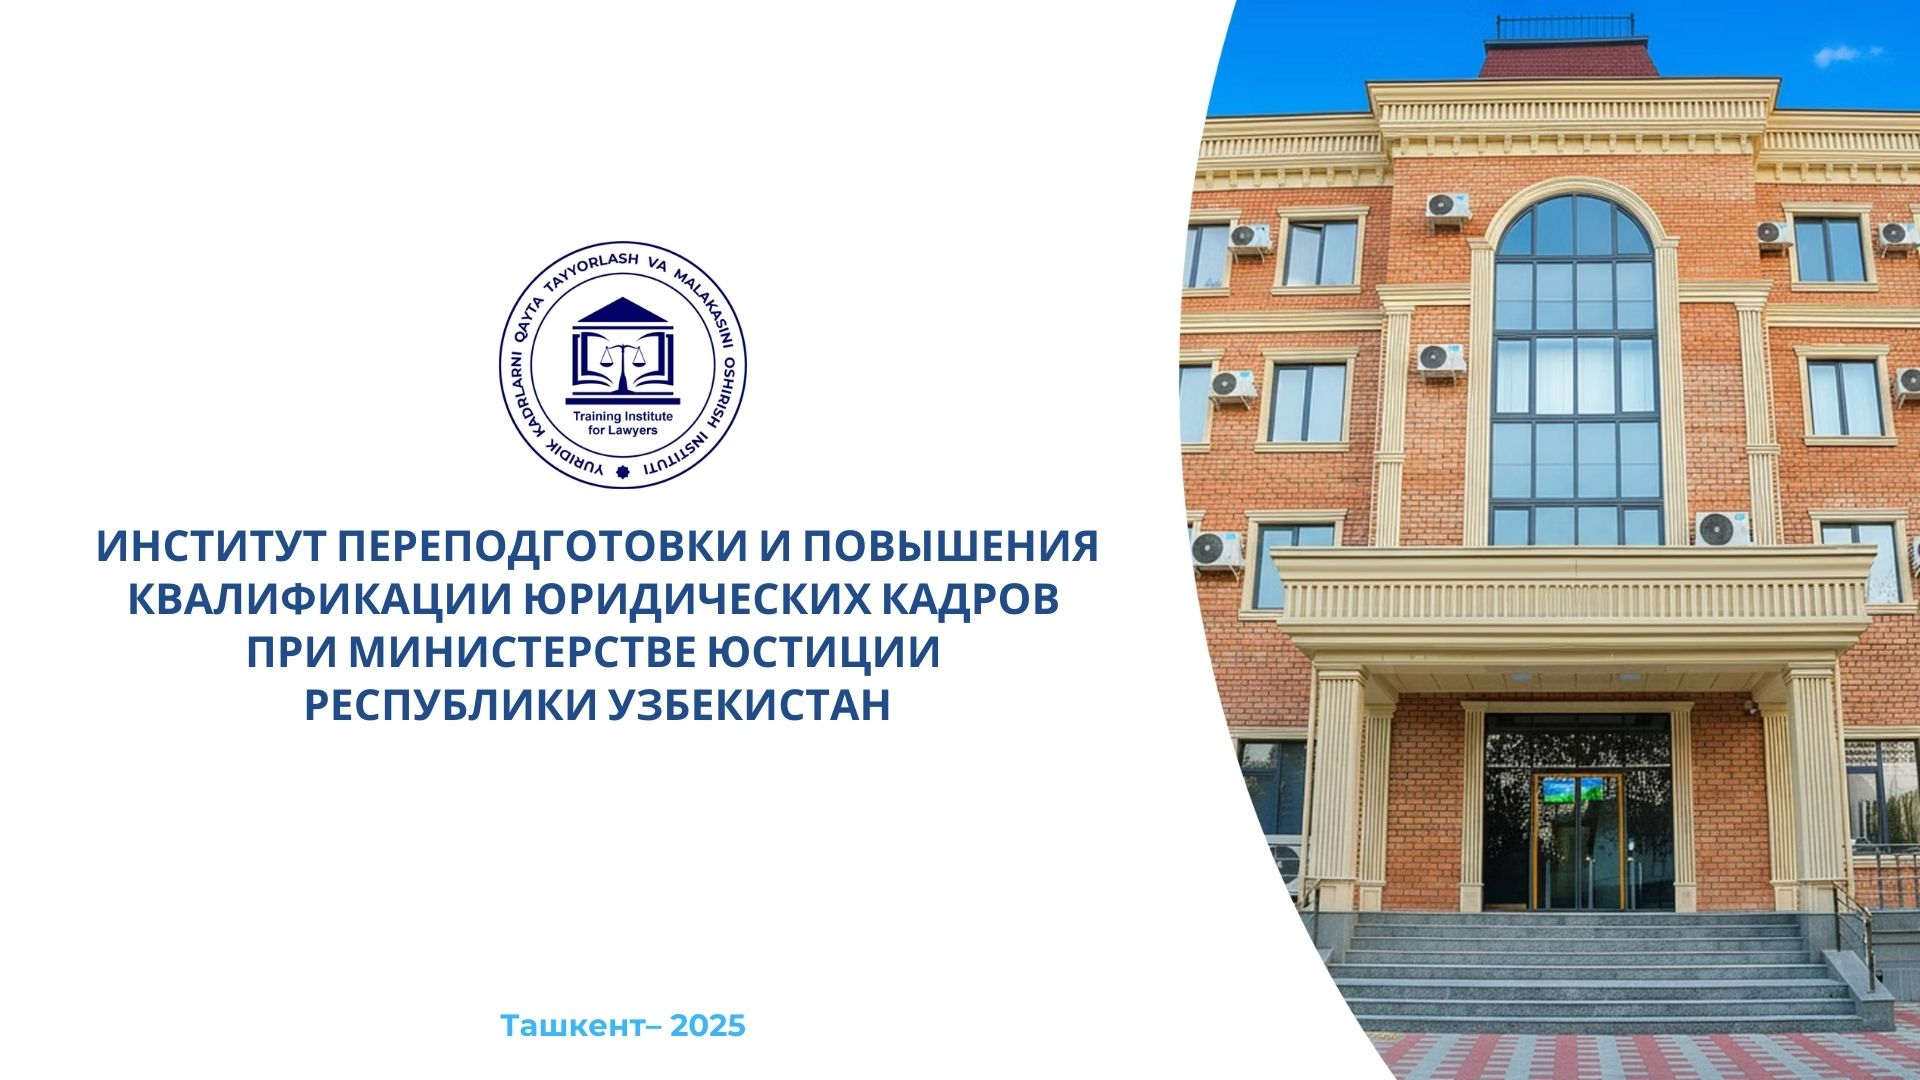 YURIDIK KADRLARNI QAYTA TAYYORLASH VA MALAKASINI OSHIRISH INSTITUTI
Training Institute
for Lawyers
ИНСТИТУТ ПЕРЕПОДГОТОВКИ И ПОВЫШЕНИЯ
КВАЛИФИКАЦИИ ЮРИДИЧЕСКИХ КАДРОВ
ПРИ МИНИСТЕРСТВЕ ЮСТИЦИИ
РЕСПУБЛИКИ УЗБЕКИСТАН
Ташкент– 2025